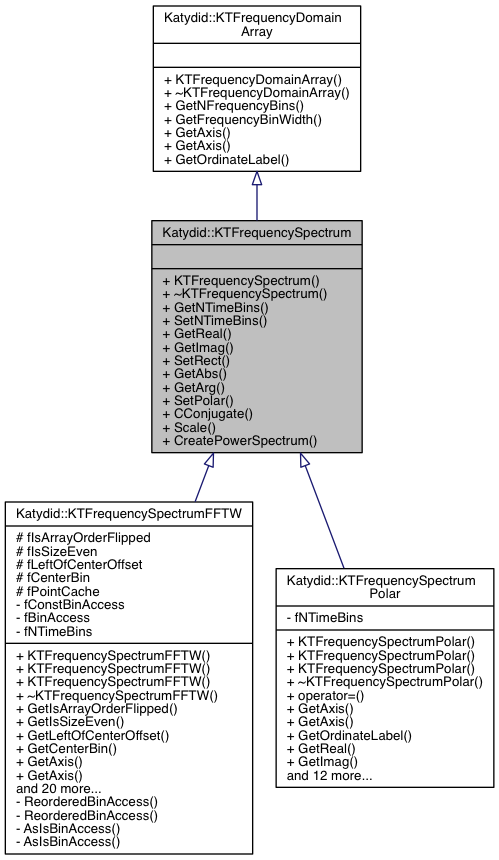 Katydid::KTFrequencyDomain
Array
+ KTFrequencyDomainArray()
+ ~KTFrequencyDomainArray()
+ GetNFrequencyBins()
+ GetFrequencyBinWidth()
+ GetAxis()
+ GetAxis()
+ GetOrdinateLabel()
Katydid::KTFrequencySpectrum
+ KTFrequencySpectrum()
+ ~KTFrequencySpectrum()
+ GetNTimeBins()
+ SetNTimeBins()
+ GetReal()
+ GetImag()
+ SetRect()
+ GetAbs()
+ GetArg()
+ SetPolar()
+ CConjugate()
+ Scale()
+ CreatePowerSpectrum()
Katydid::KTFrequencySpectrumFFTW
# fIsArrayOrderFlipped
# fIsSizeEven
# fLeftOfCenterOffset
# fCenterBin
# fPointCache
- fConstBinAccess
- fBinAccess
- fNTimeBins
+ KTFrequencySpectrumFFTW()
+ KTFrequencySpectrumFFTW()
+ KTFrequencySpectrumFFTW()
+ ~KTFrequencySpectrumFFTW()
+ GetIsArrayOrderFlipped()
+ GetIsSizeEven()
+ GetLeftOfCenterOffset()
+ GetCenterBin()
+ GetAxis()
+ GetAxis()
and 20 more...
- ReorderedBinAccess()
- ReorderedBinAccess()
- AsIsBinAccess()
- AsIsBinAccess()
Katydid::KTFrequencySpectrum
Polar
- fNTimeBins
+ KTFrequencySpectrumPolar()
+ KTFrequencySpectrumPolar()
+ KTFrequencySpectrumPolar()
+ ~KTFrequencySpectrumPolar()
+ operator=()
+ GetAxis()
+ GetAxis()
+ GetOrdinateLabel()
+ GetReal()
+ GetImag()
and 12 more...